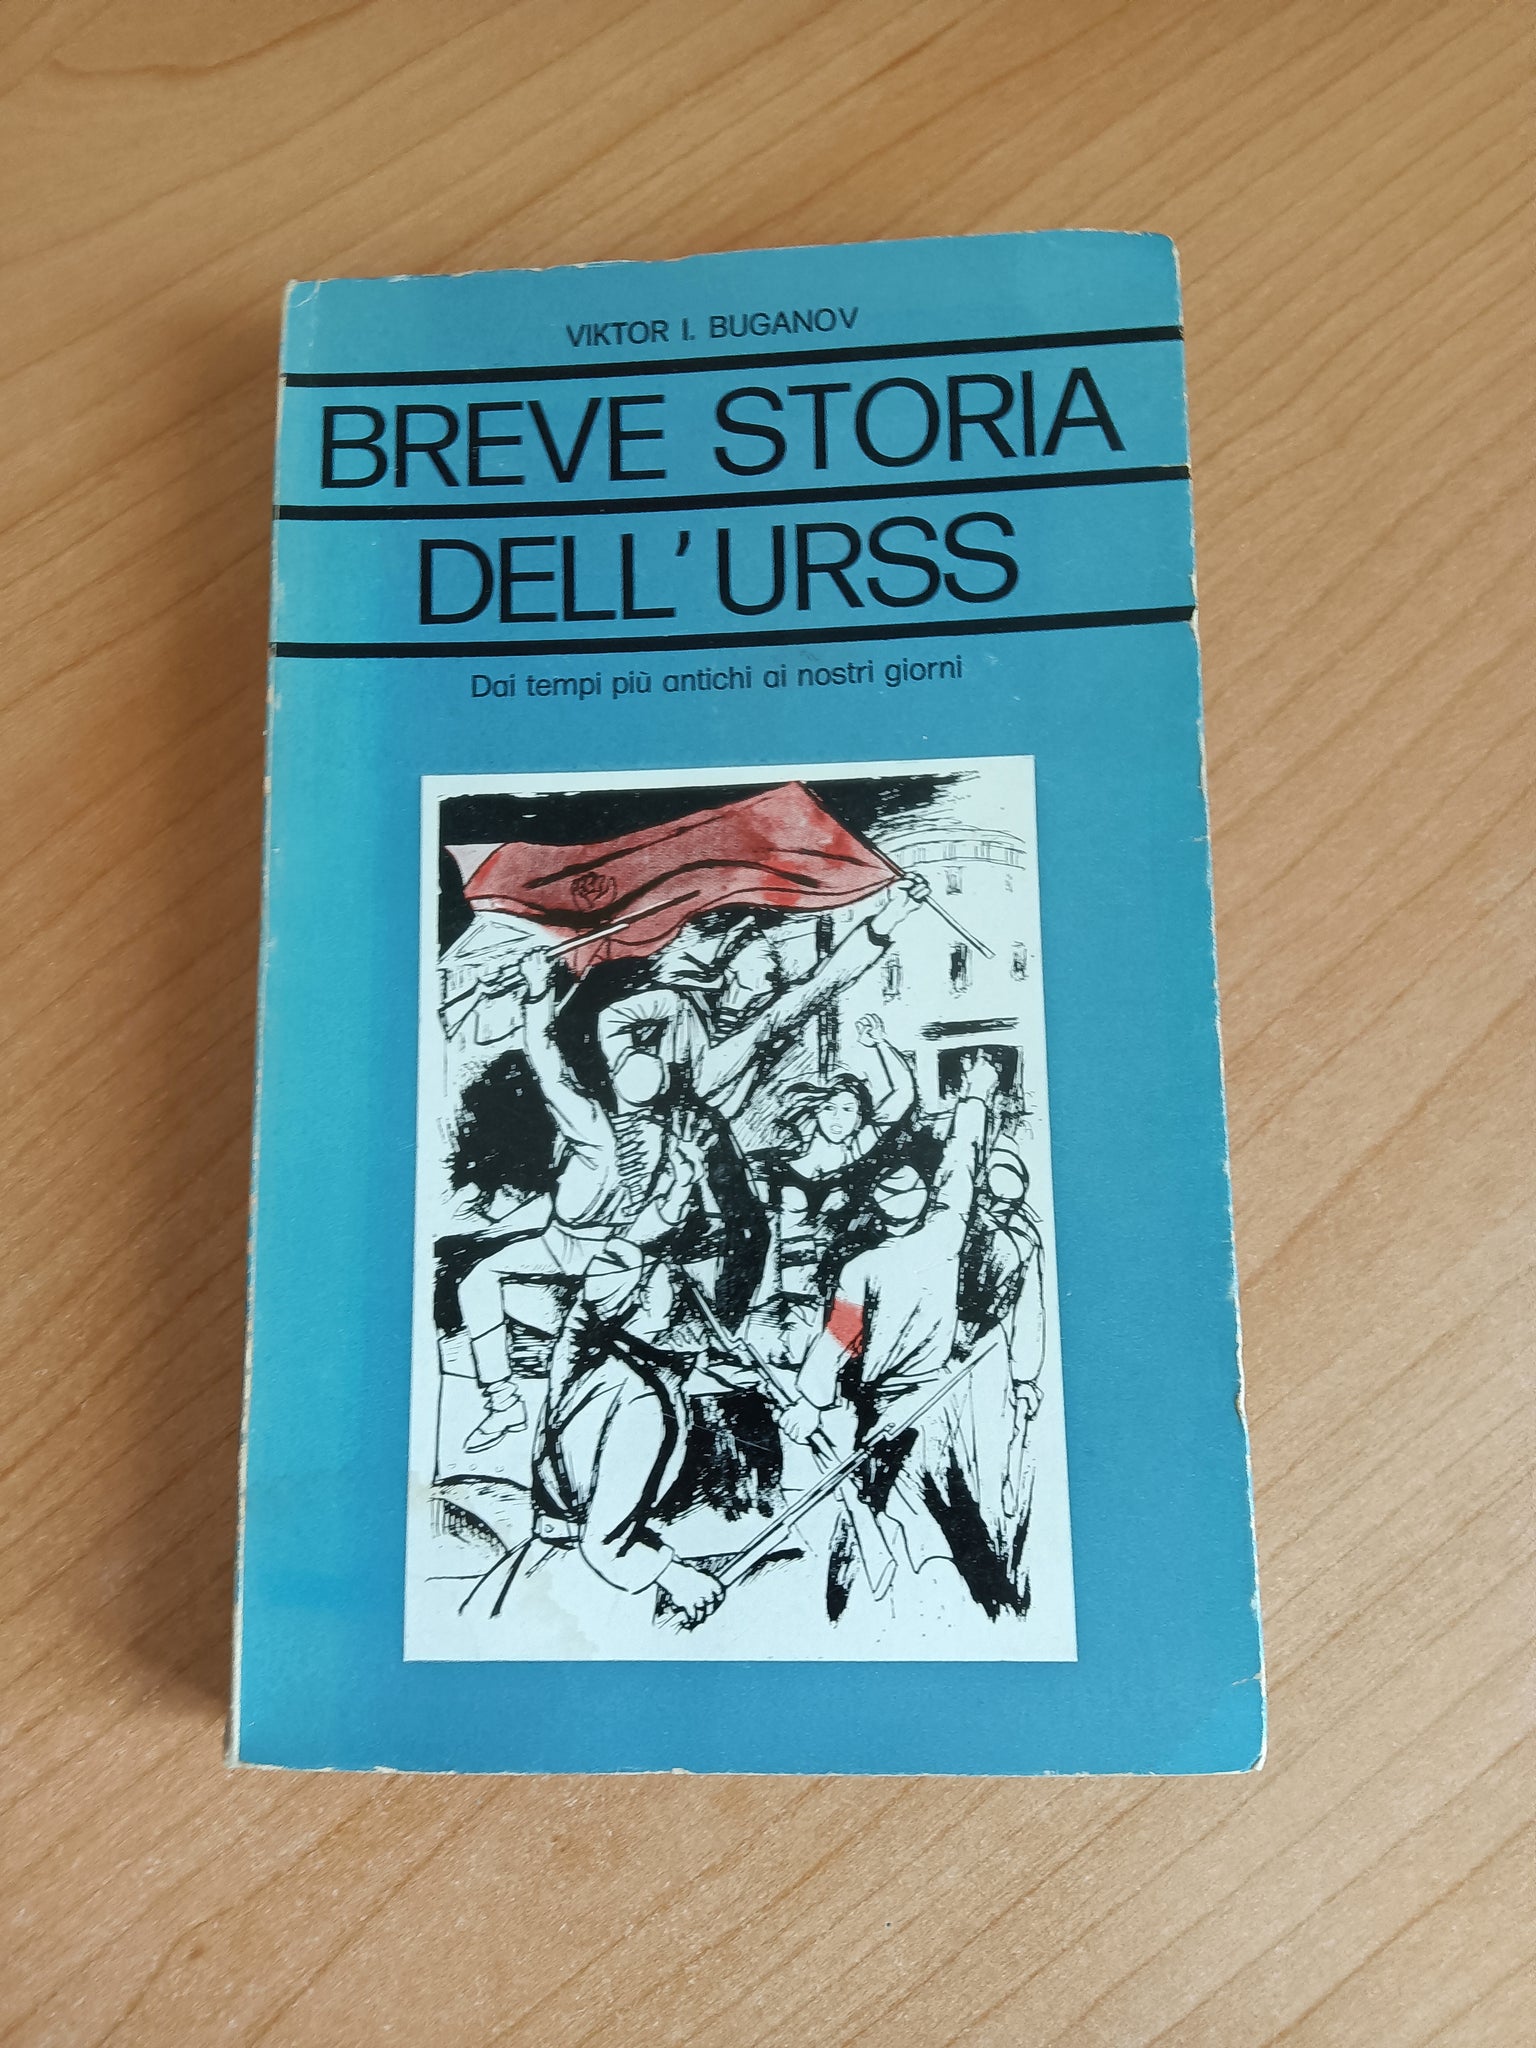 VIKTOR I. BUGANOV
BREVE STORIA
DELL'URSS
Dai tempi più antichi ai nostri giorni